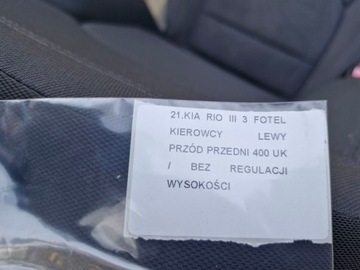 21.KIA RIO III 3 FOTEL
KIEROWCY LEWY
PRZÓD PRZEDNI 400 UK
/ BEZ REGULACJI
WYSOKOŚCI